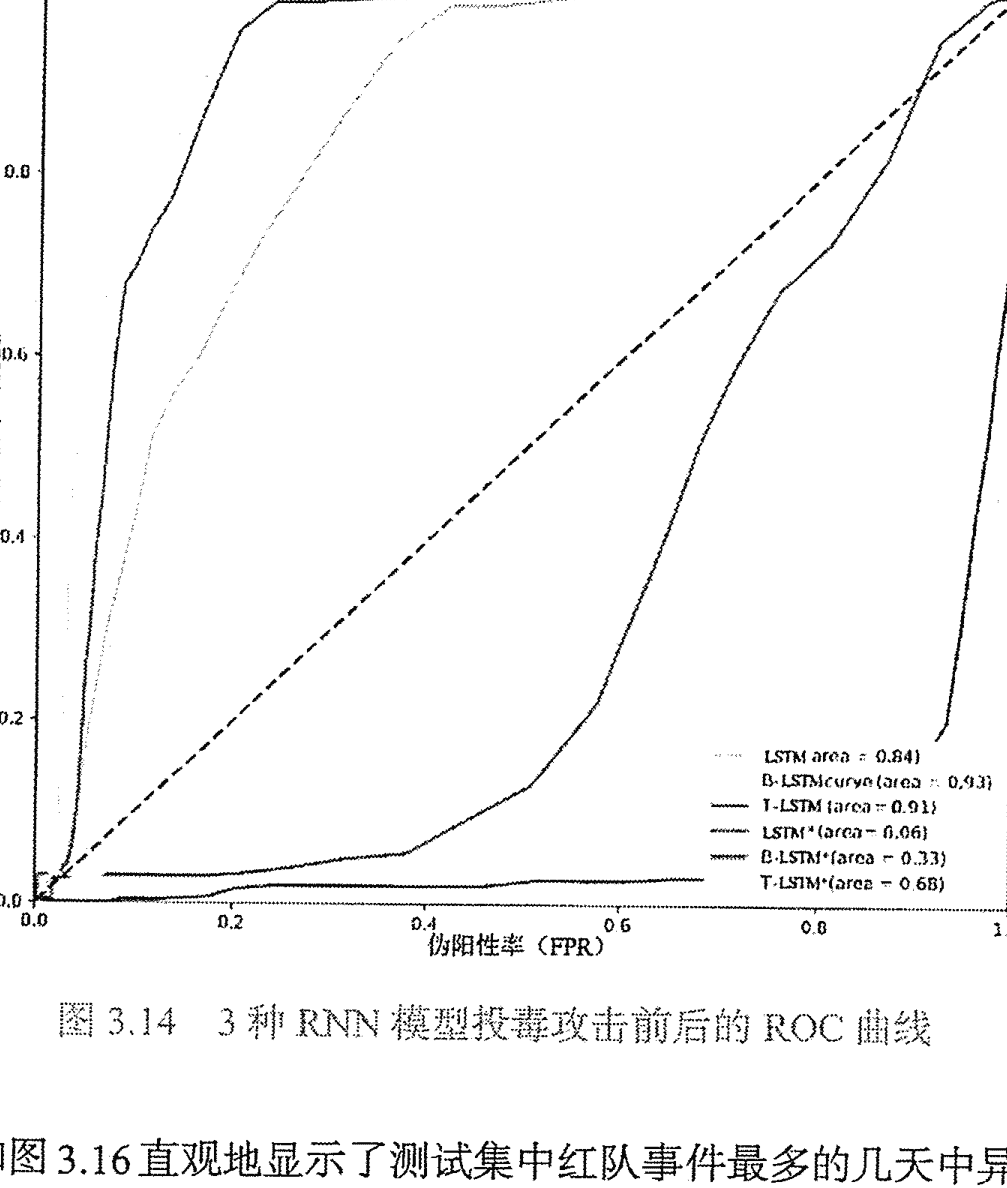 0.8
0.6
0.4
0.2
0.0
0.0 0.2 0.4 0.6 0.8 1.
LSTM area = 0.84)
B-LSTMcurve(area = 0.93)
T-LSTM (area = 0.91)
LSTM*(area = 0.06)
B-LSTM*(area = 0.33)
T-LSTM*(area = 0.68)
伪阳性率（FPR）
图 3.14 3 种 RNN 模型投毒攻击前后的 ROC 曲线
图 3.16 直观地显示了测试集中红队事件最多的几天中异